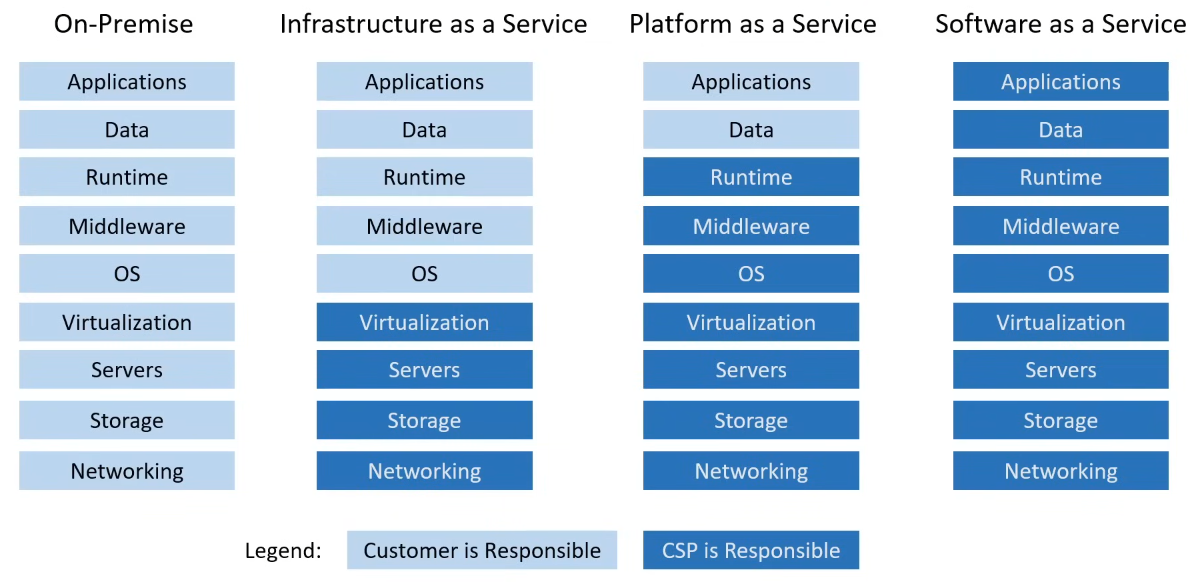 On-Premise
Infrastructure as a Service
Platform as a Service
Software as a Service
Applications
Applications
Applications
Applications
Data
Data
Data
Data
Runtime
Runtime
Runtime
Runtime
Middleware
Middleware
Middleware
Middleware
OS
OS
OS
OS
Virtualization
Virtualization
Virtualization
Virtualization
Servers
Servers
Servers
Servers
Storage
Storage
Storage
Storage
Networking
Networking
Networking
Networking
Legend:
Customer is Responsible
CSP is Responsible